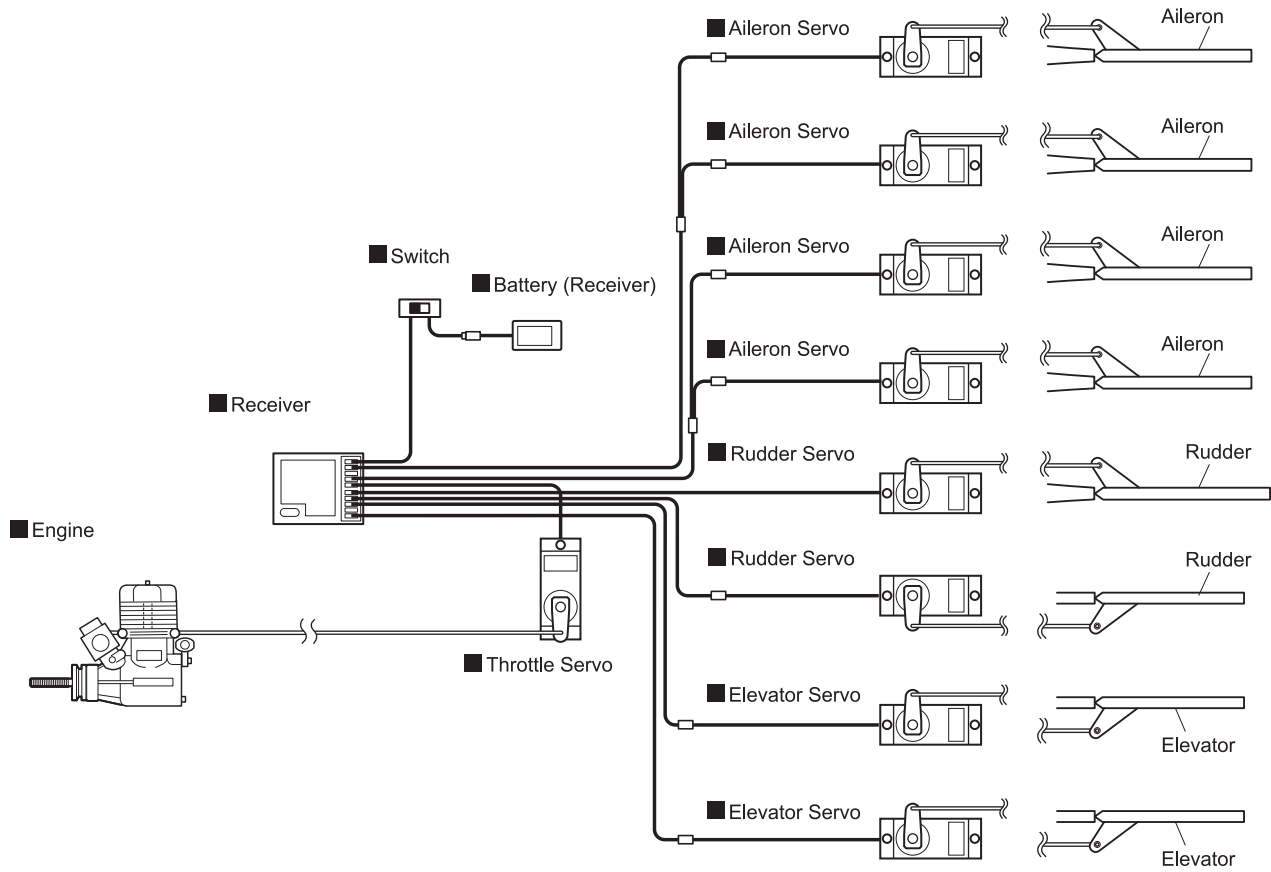 Aileron Servo
Aileron
Aileron Servo
Aileron
Aileron Servo
Aileron
Switch
Battery (Receiver)
Aileron Servo
Aileron
Receiver
Rudder Servo
Rudder
Engine
Rudder Servo
Rudder
Throttle Servo
Elevator Servo
Elevator
Elevator Servo
Elevator